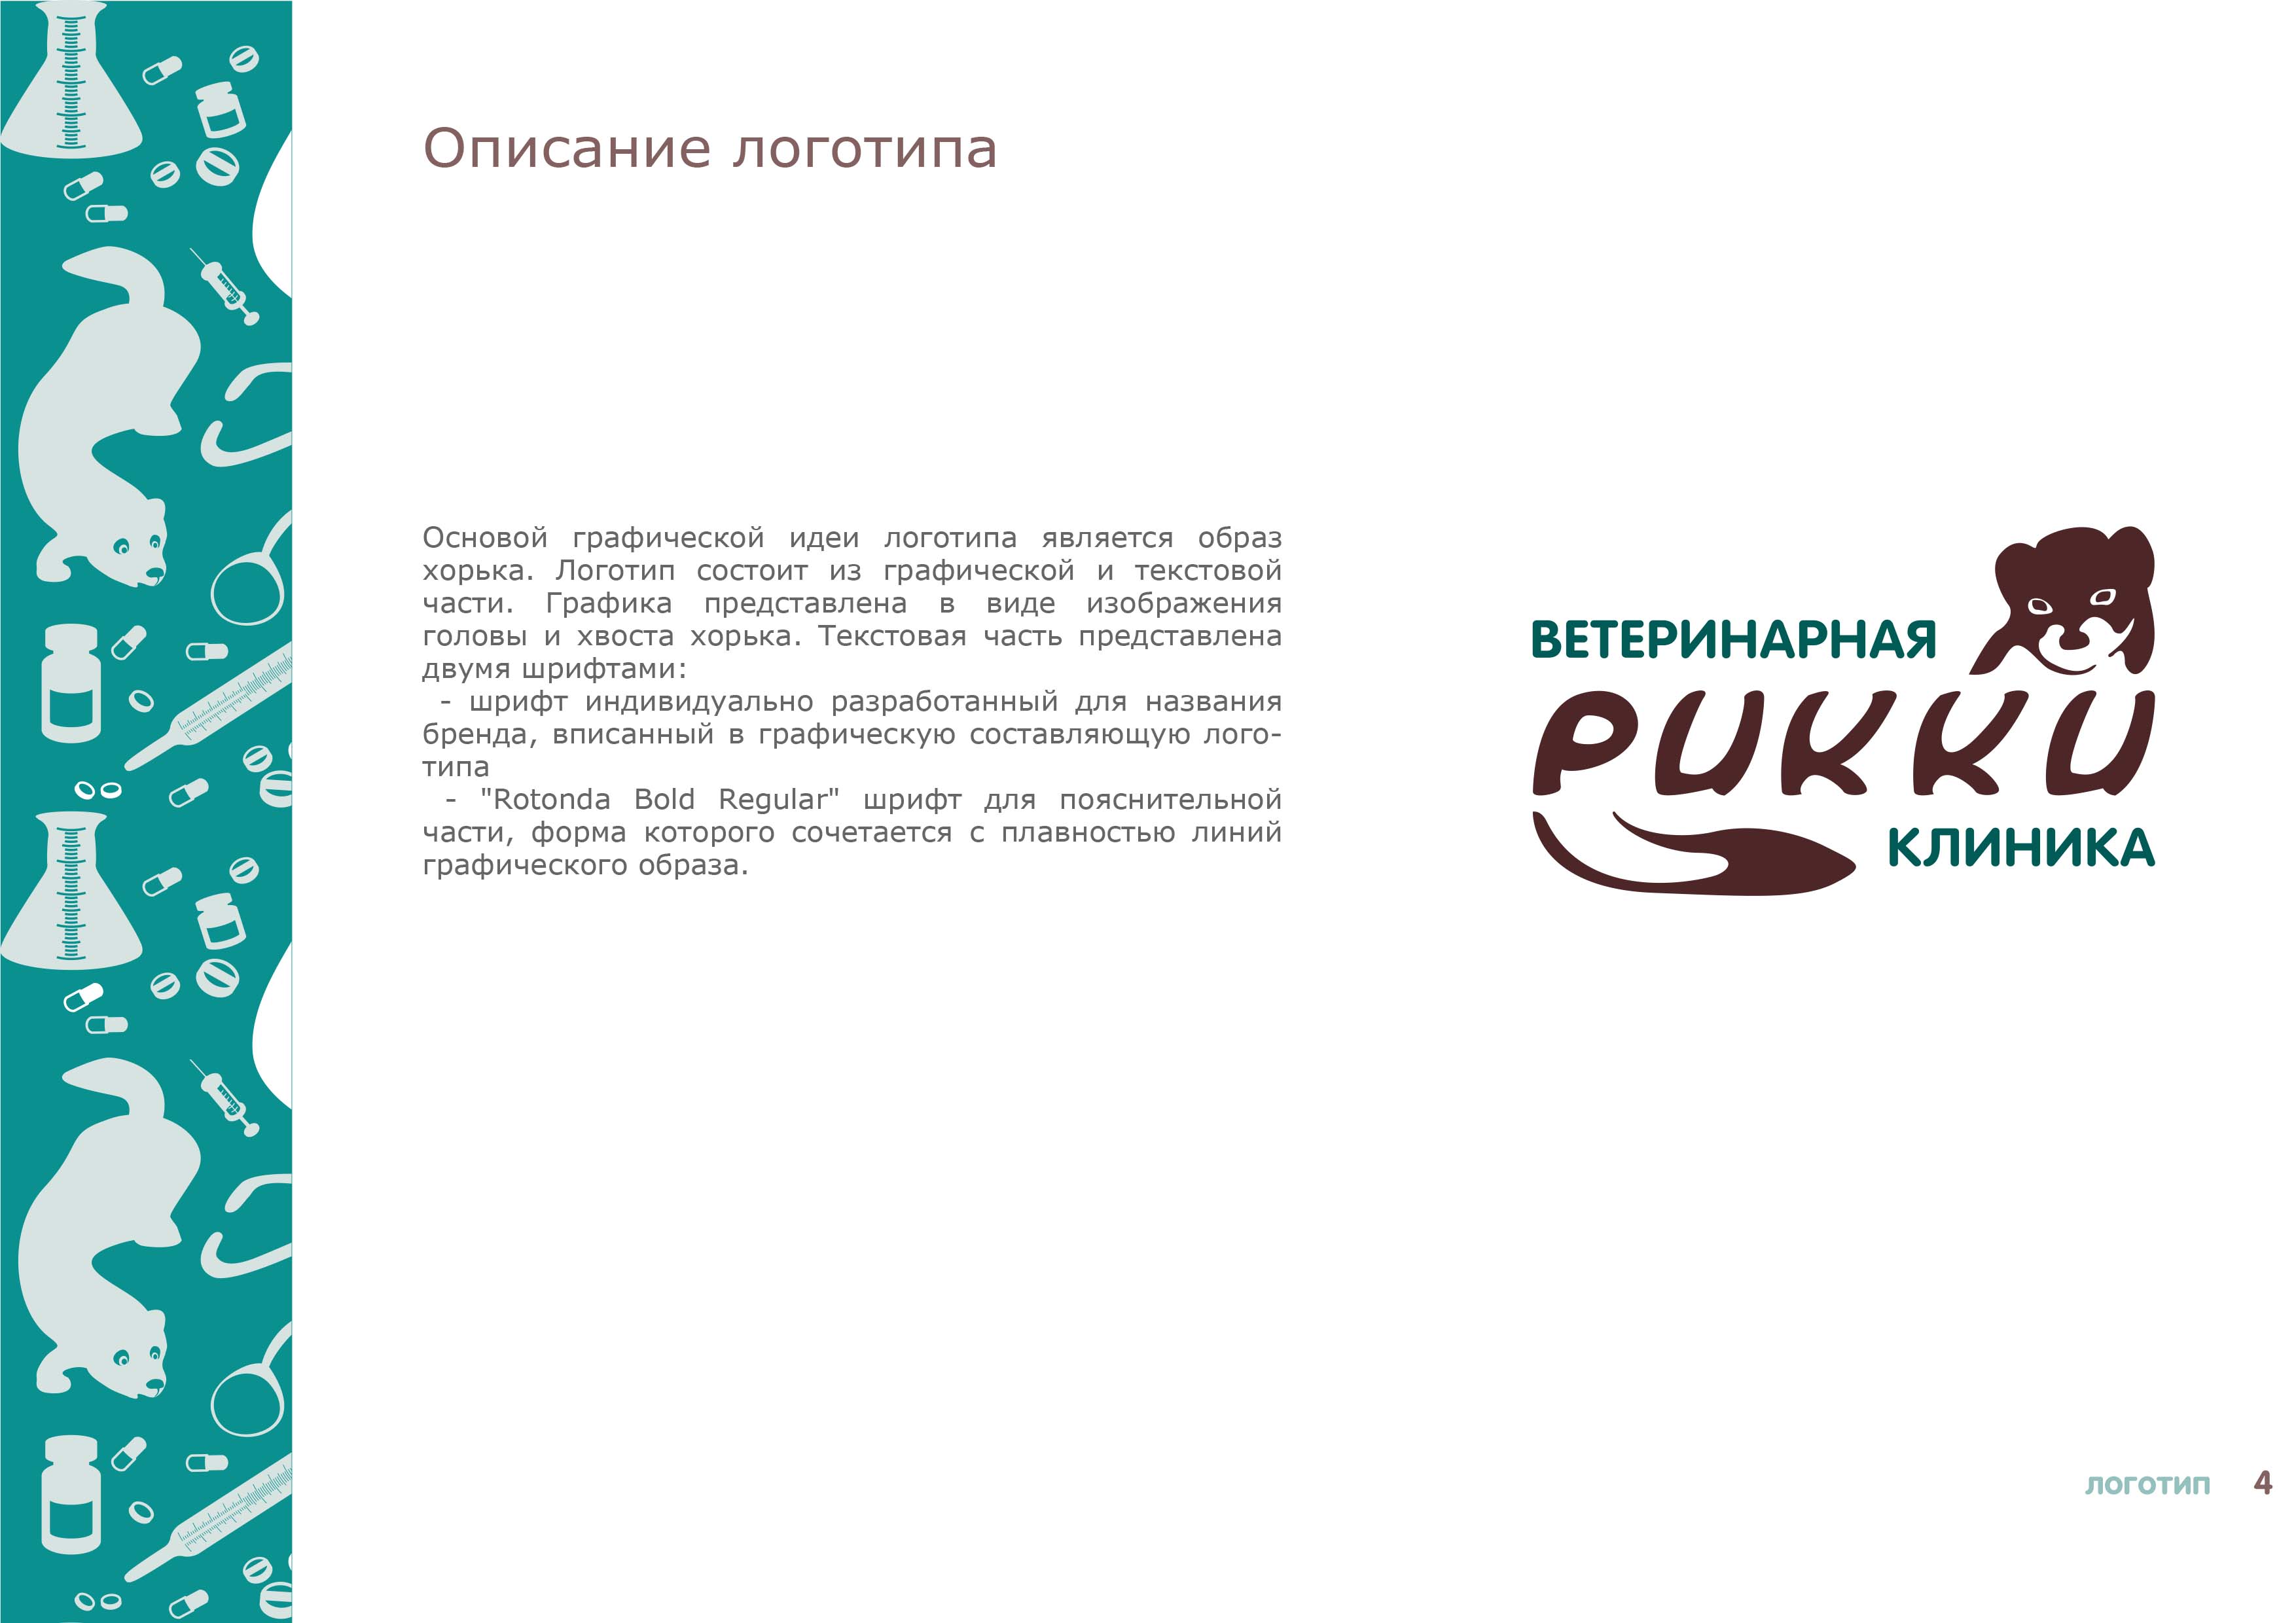 Описание логотипа
Основой графической идеи логотипа является образ
хорька. Логотип состоит из графической и текстовой
части. Графика представлена в виде изображения
головы и хвоста хорька. Текстовая часть представлена
двумя шрифтами:
- шрифт индивидуально разработанный для названия
бренда, вписанный в графическую составляющую лого-
типа
- "Rotonda Bold Regular" шрифт для пояснительной
части, форма которого сочетается с плавностью линий
графического образа.
ВЕТЕРИНАРНАЯ
РИККИ
КЛИНИКА
ЛОГОТИП 4